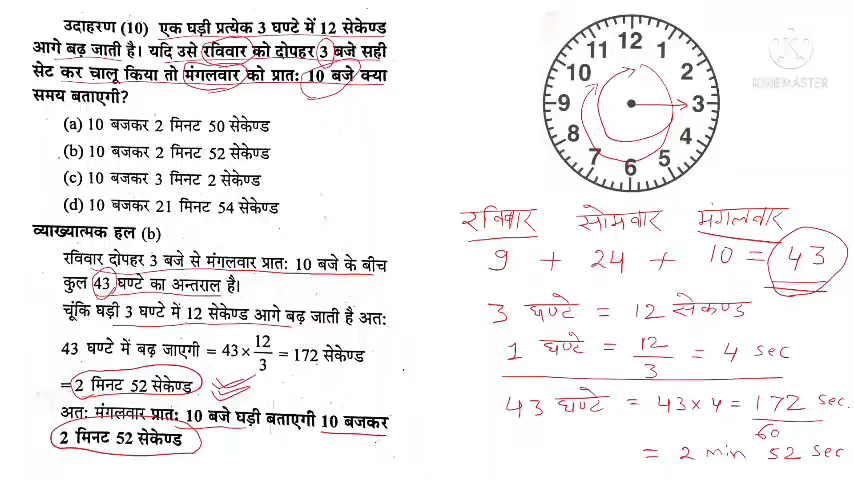 उदाहरण (10) एक घड़ी प्रत्येक 3 घण्टे में 12 सेकेण्ड
आगे बढ़ जाती है। यदि उसे रविवार को दोपहर 3 बजे सही
सेट कर चालू किया तो मंगलवार को प्रातः 10 बजे क्या
समय बताएगी?
(a) 10 बजकर 2 मिनट 50 सेकेण्ड
(b) 10 बजकर 2 मिनट 52 सेकेण्ड
(c) 10 बजकर 3 मिनट 2 सेकेण्ड
(d) 10 बजकर 21 मिनट 54 सेकेण्ड
व्याख्यात्मक हल (b)
रविवार दोपहर 3 बजे से मंगलवार प्रातः 10 बजे के बीच
कुल 43 घण्टे का अन्तराल है।
चूंकि घड़ी 3 घण्टे में 12 सेकेण्ड आगे बढ़ जाती है अतः
43 घण्टे में बढ़ जाएगी = 43 × 12/3 = 172 सेकेण्ड
= 2 मिनट 52 सेकेण्ड
अतः मंगलवार प्रातः 10 बजे घड़ी बताएगी 10 बजकर
2 मिनट 52 सेकेण्ड
12
1
2
3
4
5
6
7
8
9
10
11
KINEMASTER
रविवार सोमवार मंगलवार
9 + 24 + 10 = 43
3 घण्टे = 12 सेकेण्ड
1 घण्टे = 12/3 = 4 sec
43 घण्टे = 43 × 4 = 172 sec.
60
= 2 min 52 sec